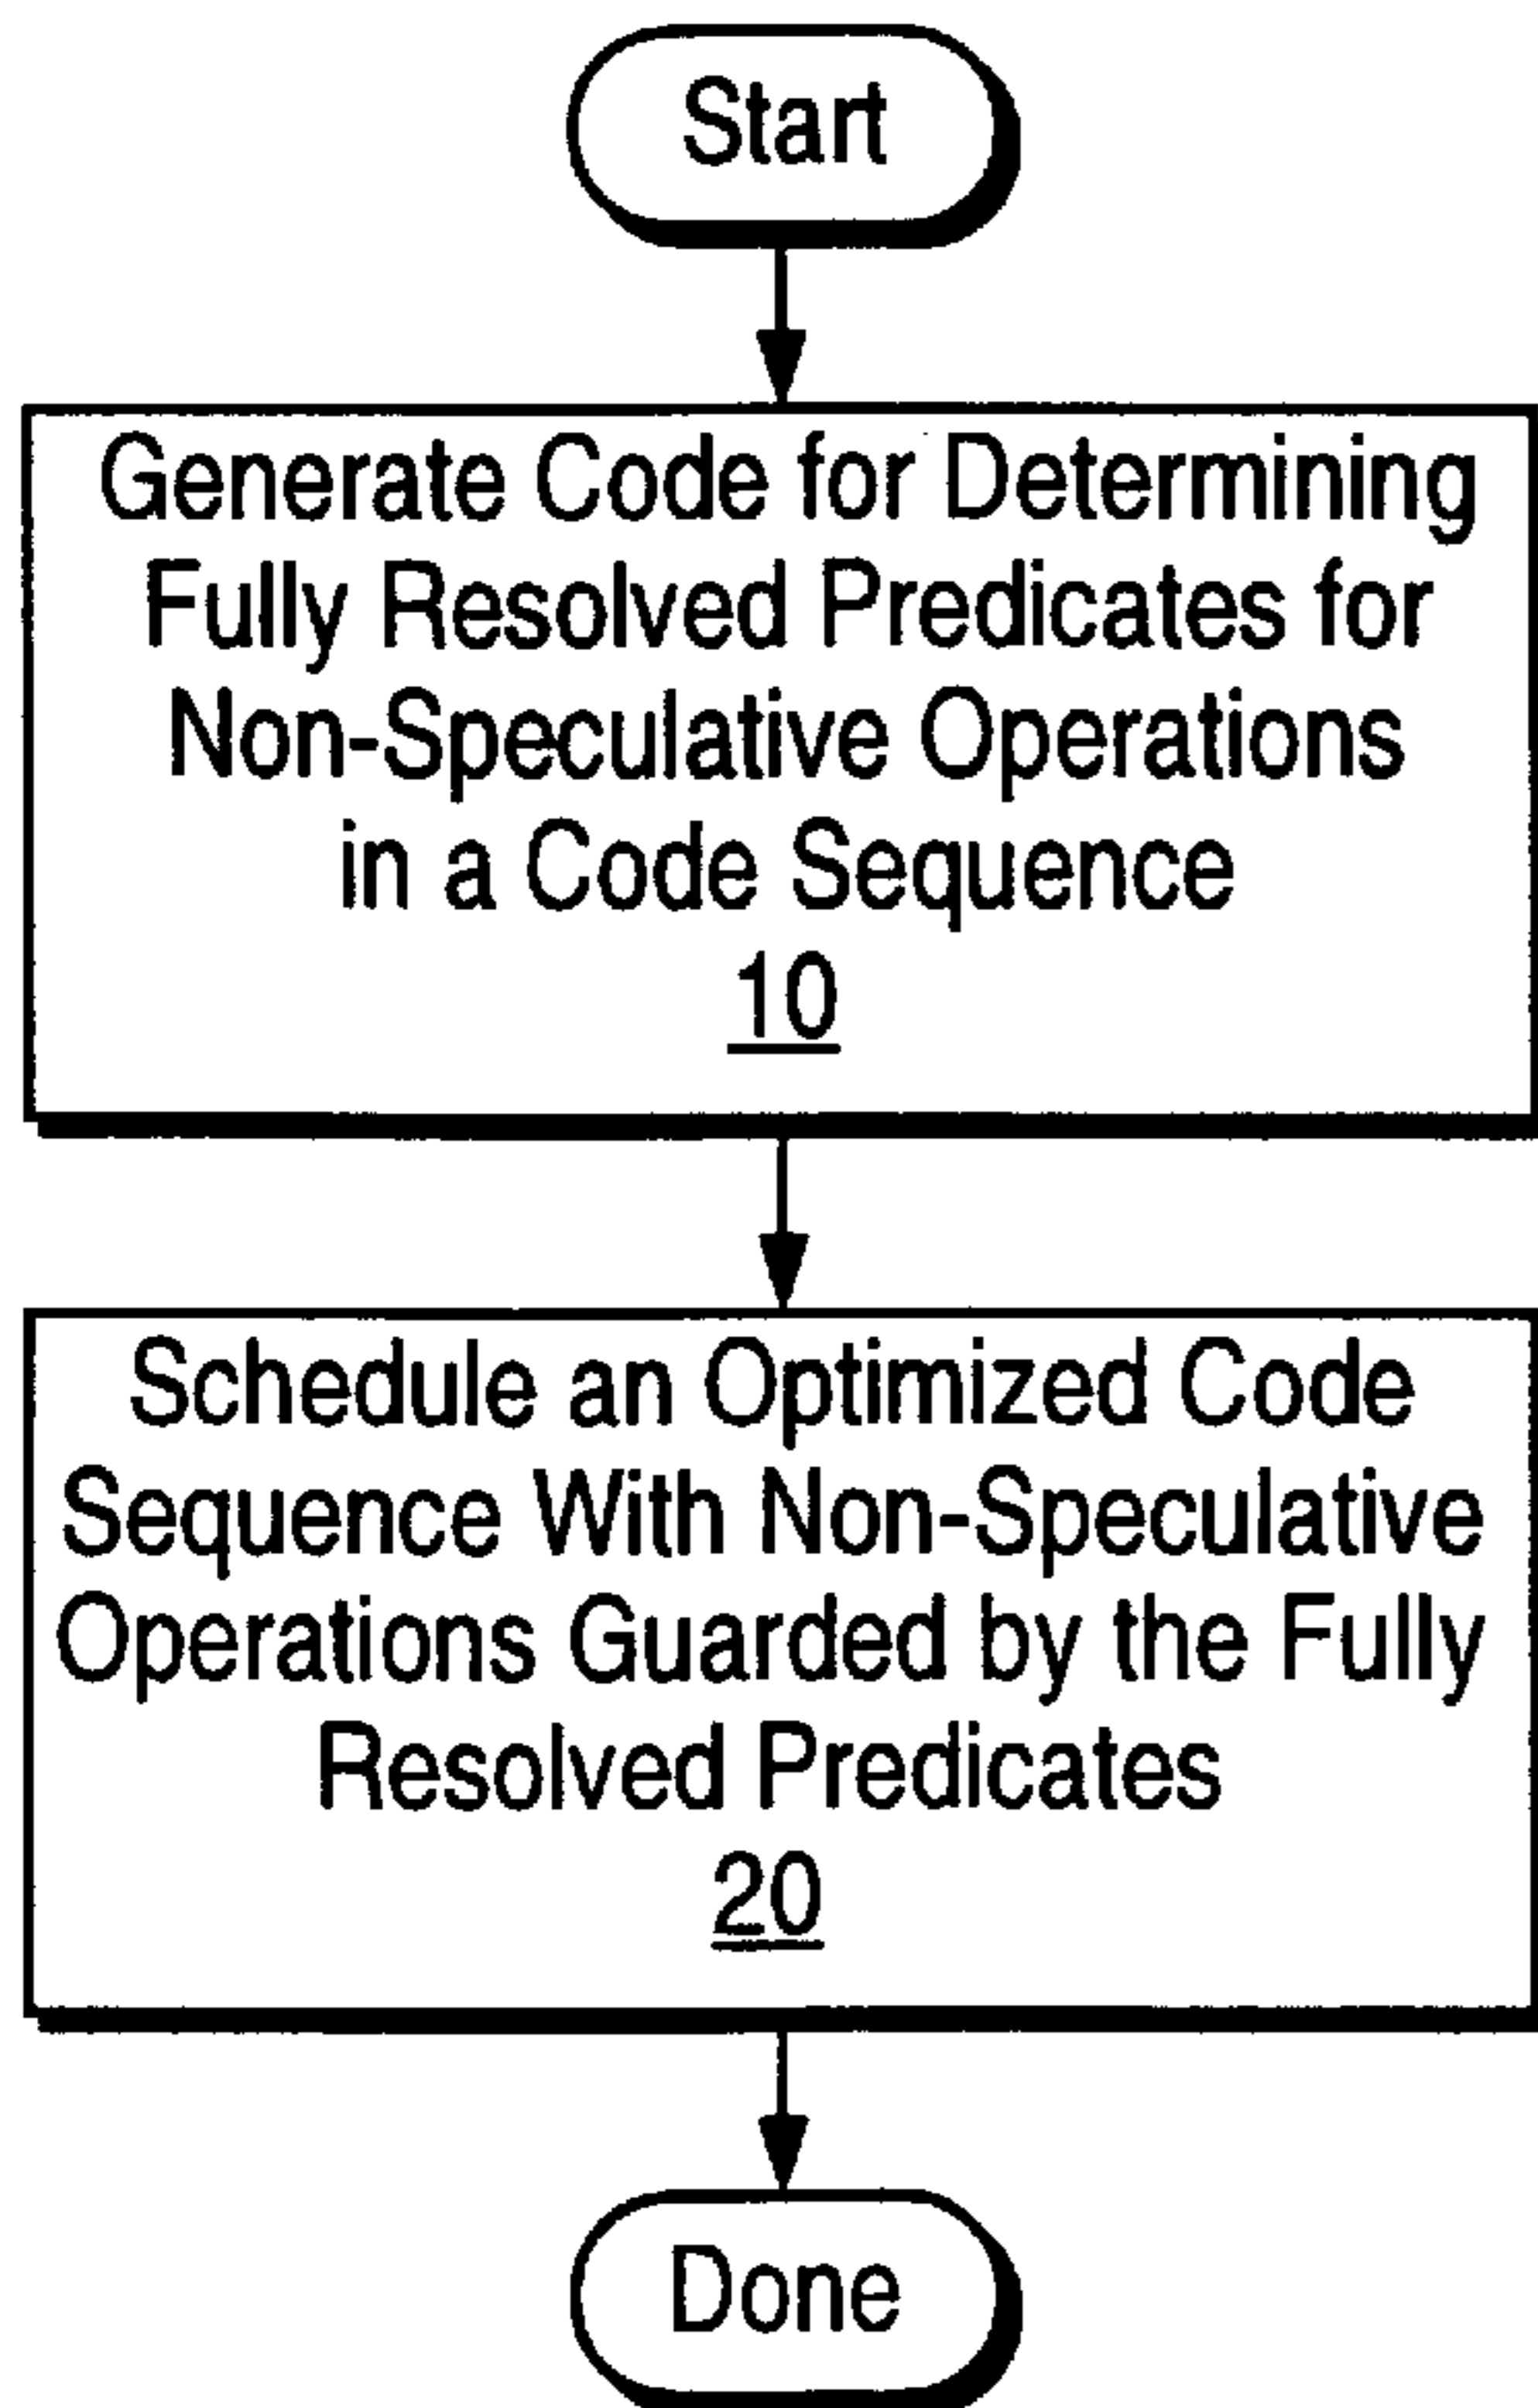 Start
Generate Code for Determining
Fully Resolved Predicates for
Non-Speculative Operations
in a Code Sequence
10
Schedule an Optimized Code
Sequence With Non-Speculative
Operations Guarded by the Fully
Resolved Predicates
20
Done